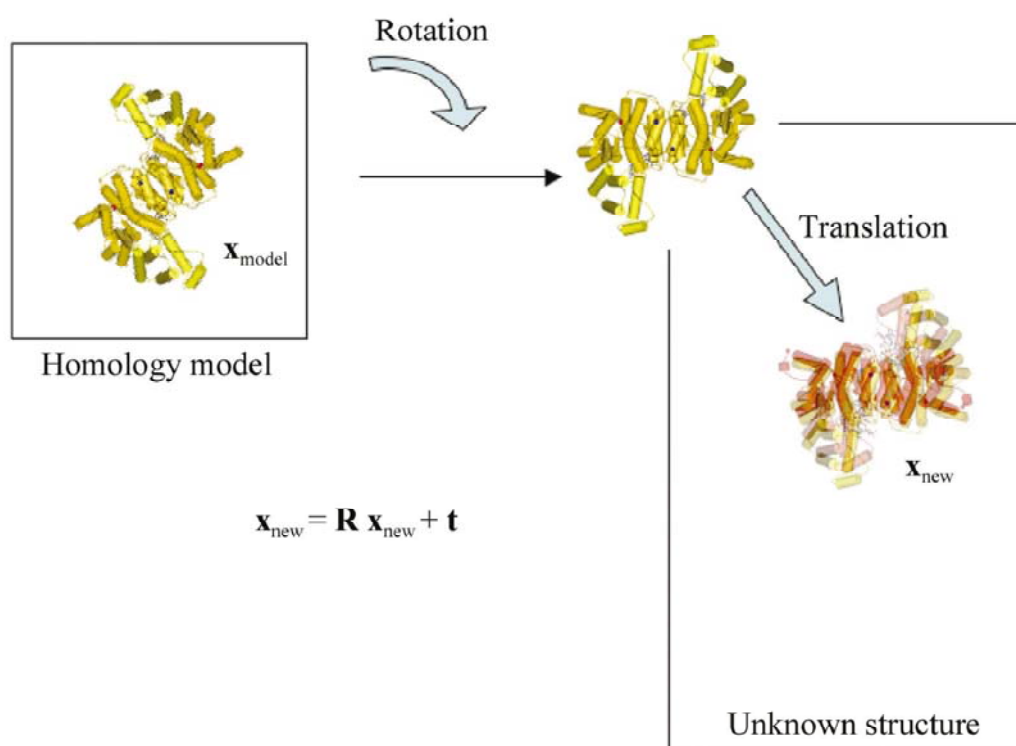 Rotation
x_model
Homology model
Translation
x_new
x_new = R x_new + t
Unknown structure